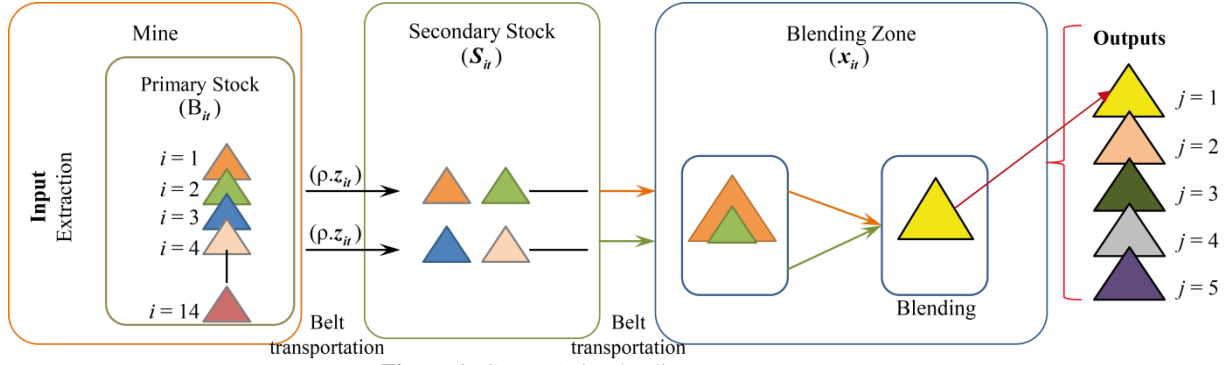 Mine
Primary Stock
(B_it)
Input
Extraction
i = 1
i = 2
i = 3
i = 4
i = 14
(ρ.z_it)
(ρ.z_it)
Belt
transportation
Secondary Stock
(S_it)
Belt
transportation
Blending Zone
(x_it)
Blending
Outputs
j = 1
j = 2
j = 3
j = 4
j = 5